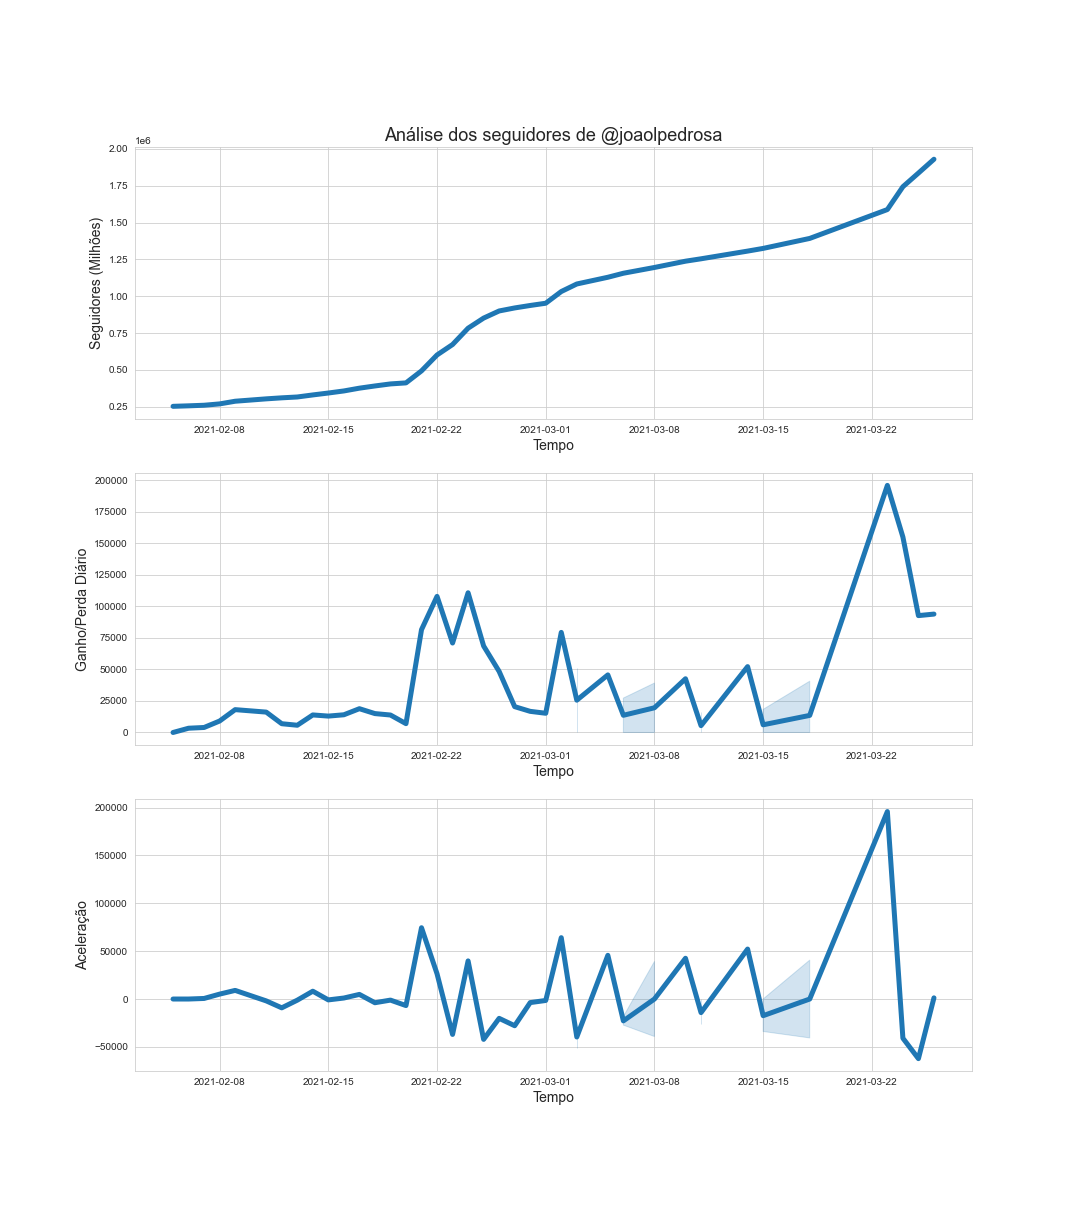 Análise dos seguidores de @joaolpedrosa
1e6
2.00
1.75
1.50
1.25
1.00
0.75
0.50
0.25
Seguidores (Milhões)
2021-02-08 2021-02-15 2021-02-22 2021-03-01 2021-03-08 2021-03-15 2021-03-22
Tempo
200000
175000
150000
125000
100000
75000
50000
25000
0
Ganho/Perda Diário
2021-02-08 2021-02-15 2021-02-22 2021-03-01 2021-03-08 2021-03-15 2021-03-22
Tempo
200000
150000
100000
50000
0
−50000
Aceleração
2021-02-08 2021-02-15 2021-02-22 2021-03-01 2021-03-08 2021-03-15 2021-03-22
Tempo